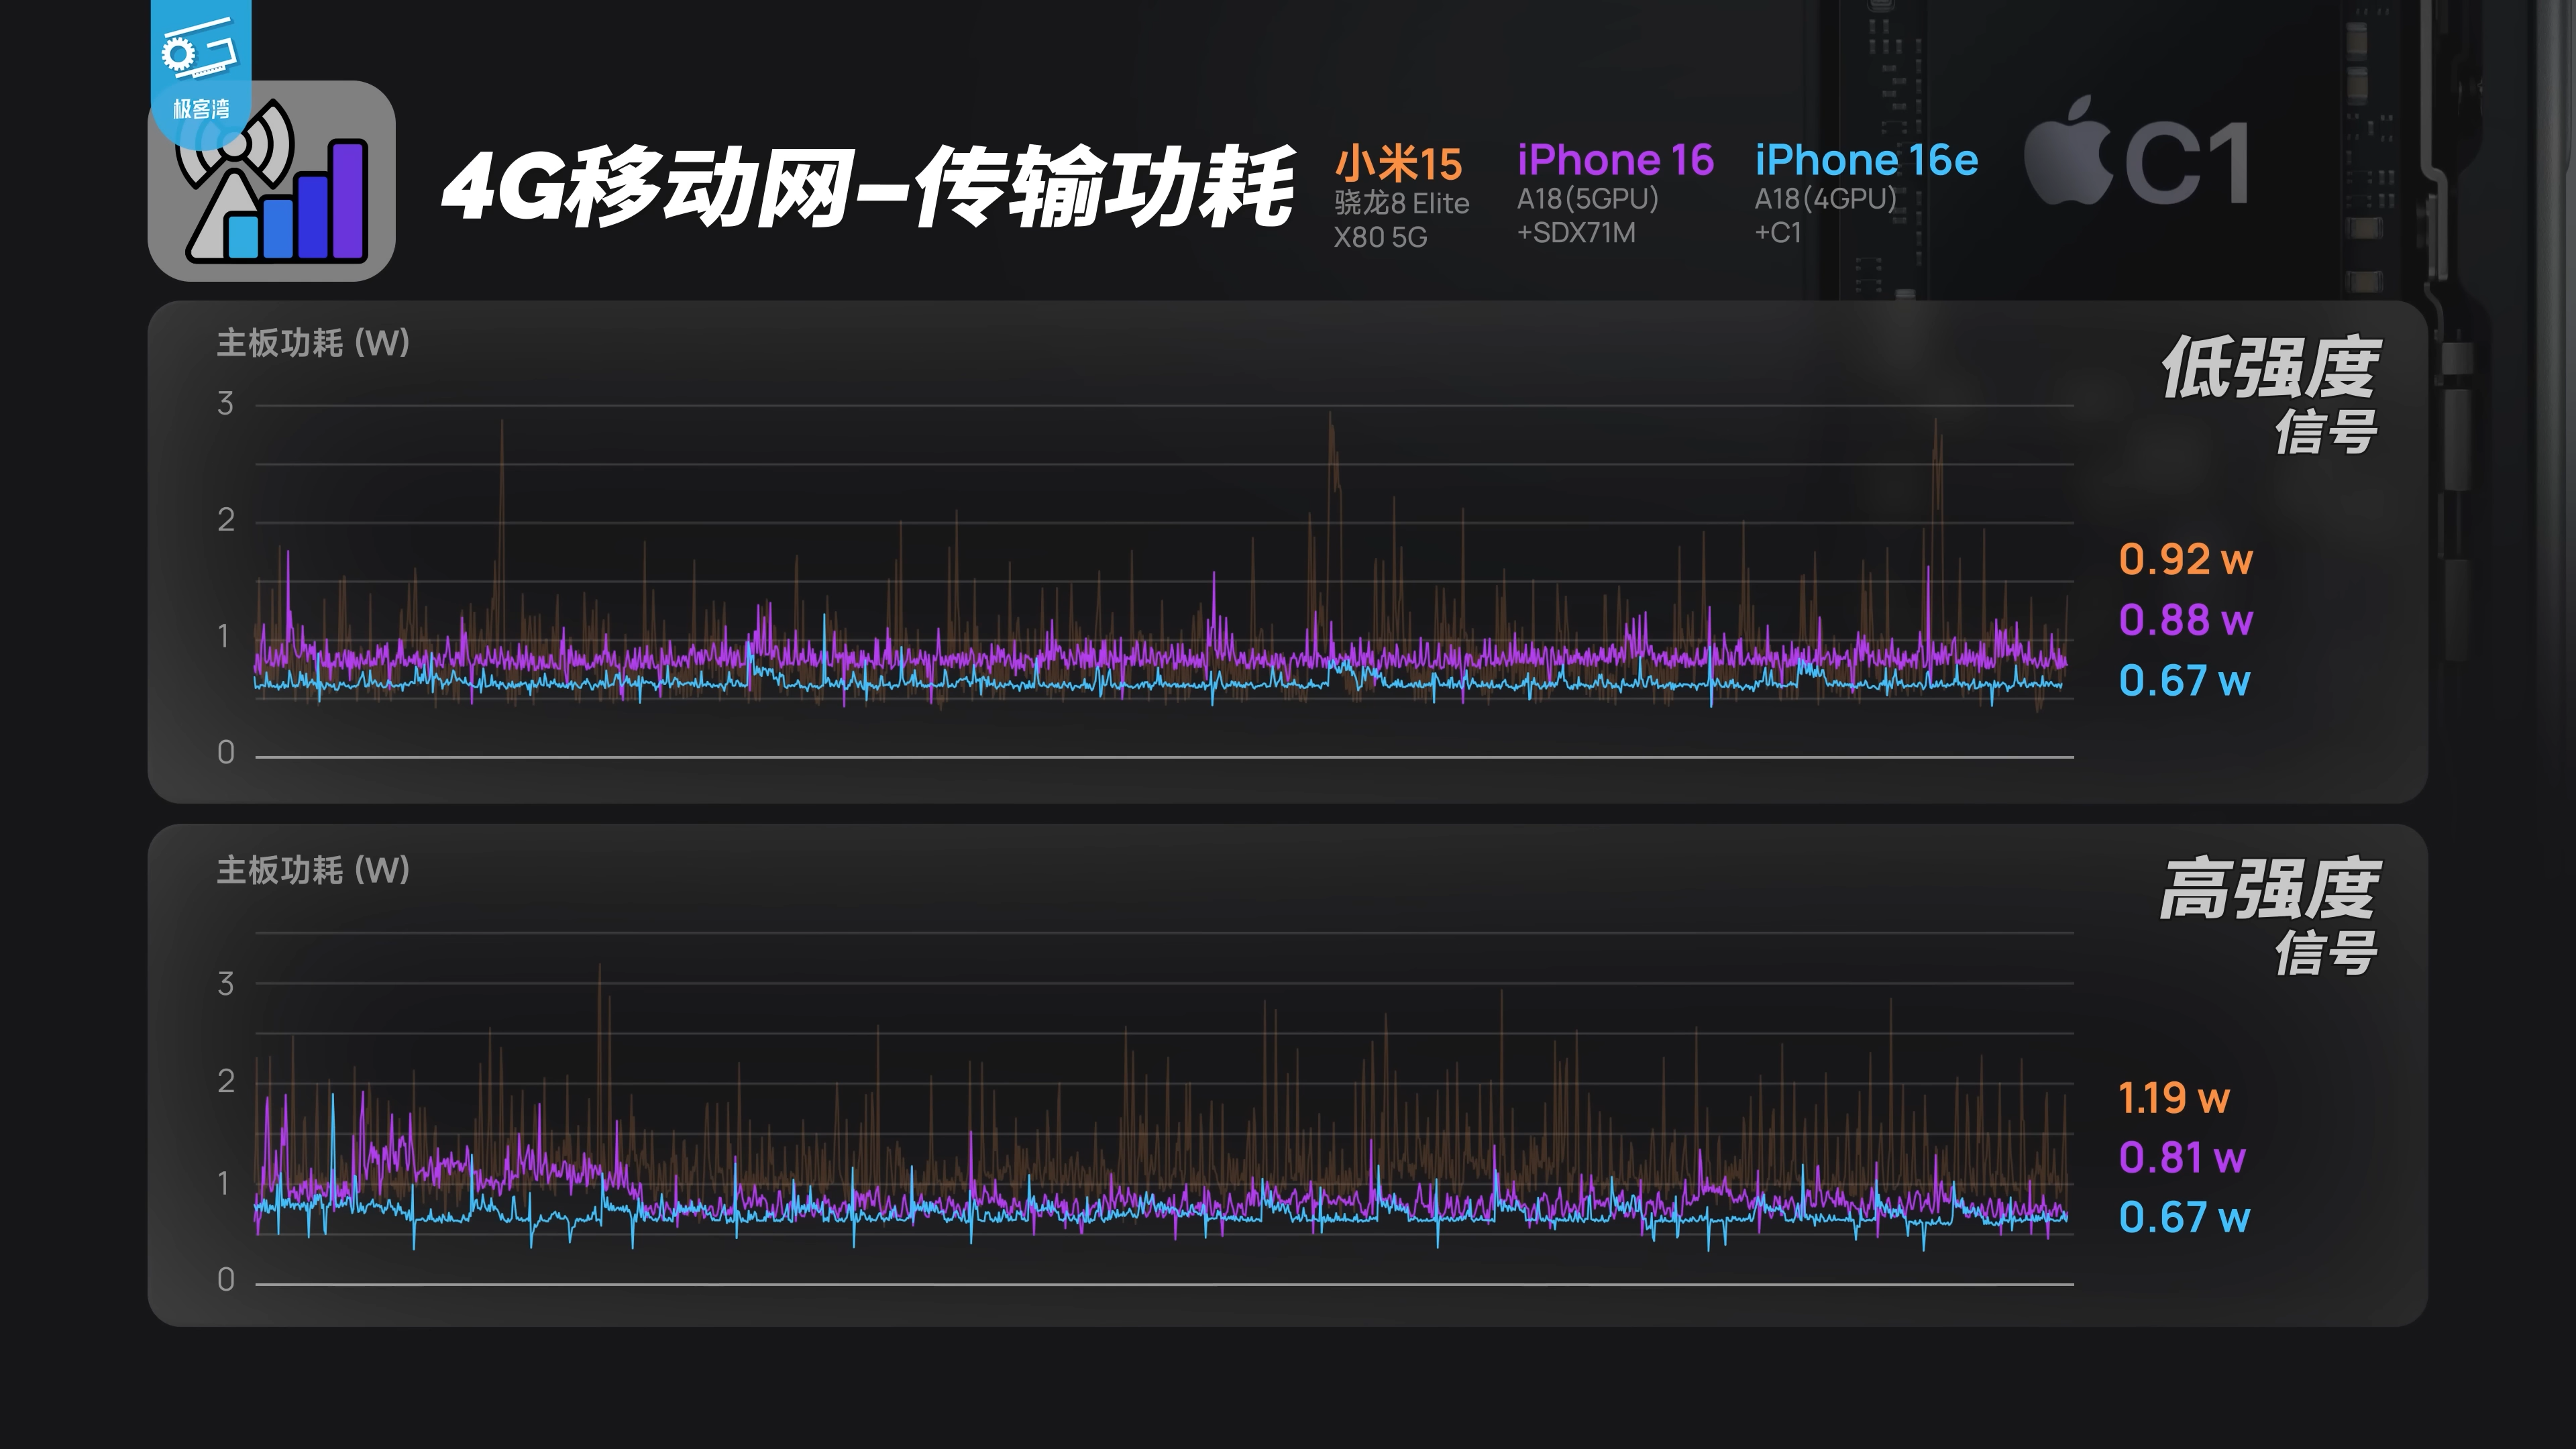 极客湾
4G移动网-传输功耗
小米15
骁龙8 Elite
X80 5G
iPhone 16
A18(5GPU)
+SDX71M
iPhone 16e
A18(4GPU)
+C1
C1
主板功耗 (W)
低强度
信号
3
2
1
0
0.92 w
0.88 w
0.67 w
主板功耗 (W)
高强度
信号
3
2
1
0
1.19 w
0.81 w
0.67 w